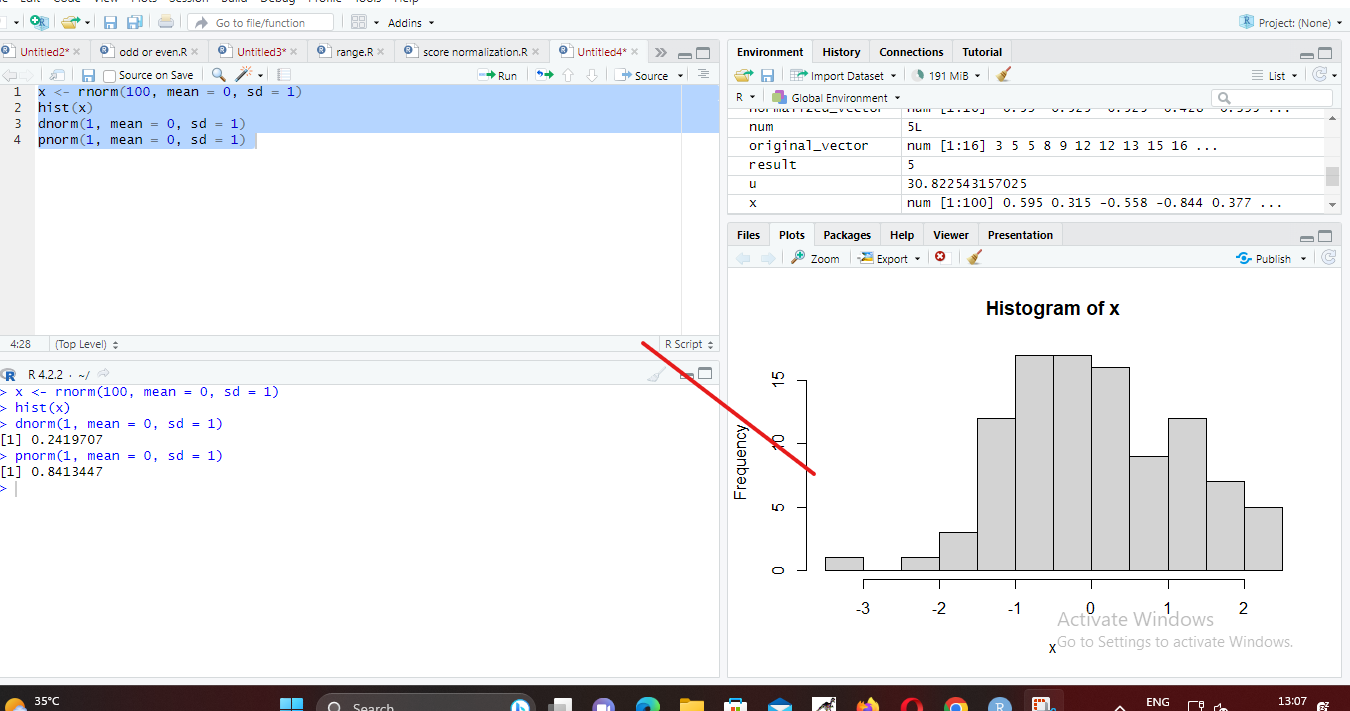 Go to file/function
Addins
Project: (None)
Untitled2* ×
odd or even.R ×
Untitled3* ×
range.R ×
score normalization.R ×
Untitled4* ×
Source on Save
Run
Source
1 x <- rnorm(100, mean = 0, sd = 1)
2 hist(x)
3 dnorm(1, mean = 0, sd = 1)
4 pnorm(1, mean = 0, sd = 1)
4:28
(Top Level)
R Script
R 4.2.2 · ~/
> x <- rnorm(100, mean = 0, sd = 1)
> hist(x)
> dnorm(1, mean = 0, sd = 1)
[1] 0.2419707
> pnorm(1, mean = 0, sd = 1)
[1] 0.8413447
>
Environment History Connections Tutorial
Import Dataset
191 MiB
List
R
Global Environment
num 5L
original_vector num [1:16] 3 5 5 8 9 12 12 13 15 16 ...
result 5
u 30.822543157025
x num [1:100] 0.595 0.315 -0.558 -0.844 0.377 ...
Files Plots Packages Help Viewer Presentation
Zoom
Export
Publish
Histogram of x
Frequency
15
10
5
0
-3 -2 -1 0 1 2
x
Activate Windows
Go to Settings to activate Windows.
35°C
Search
ENG
13:07